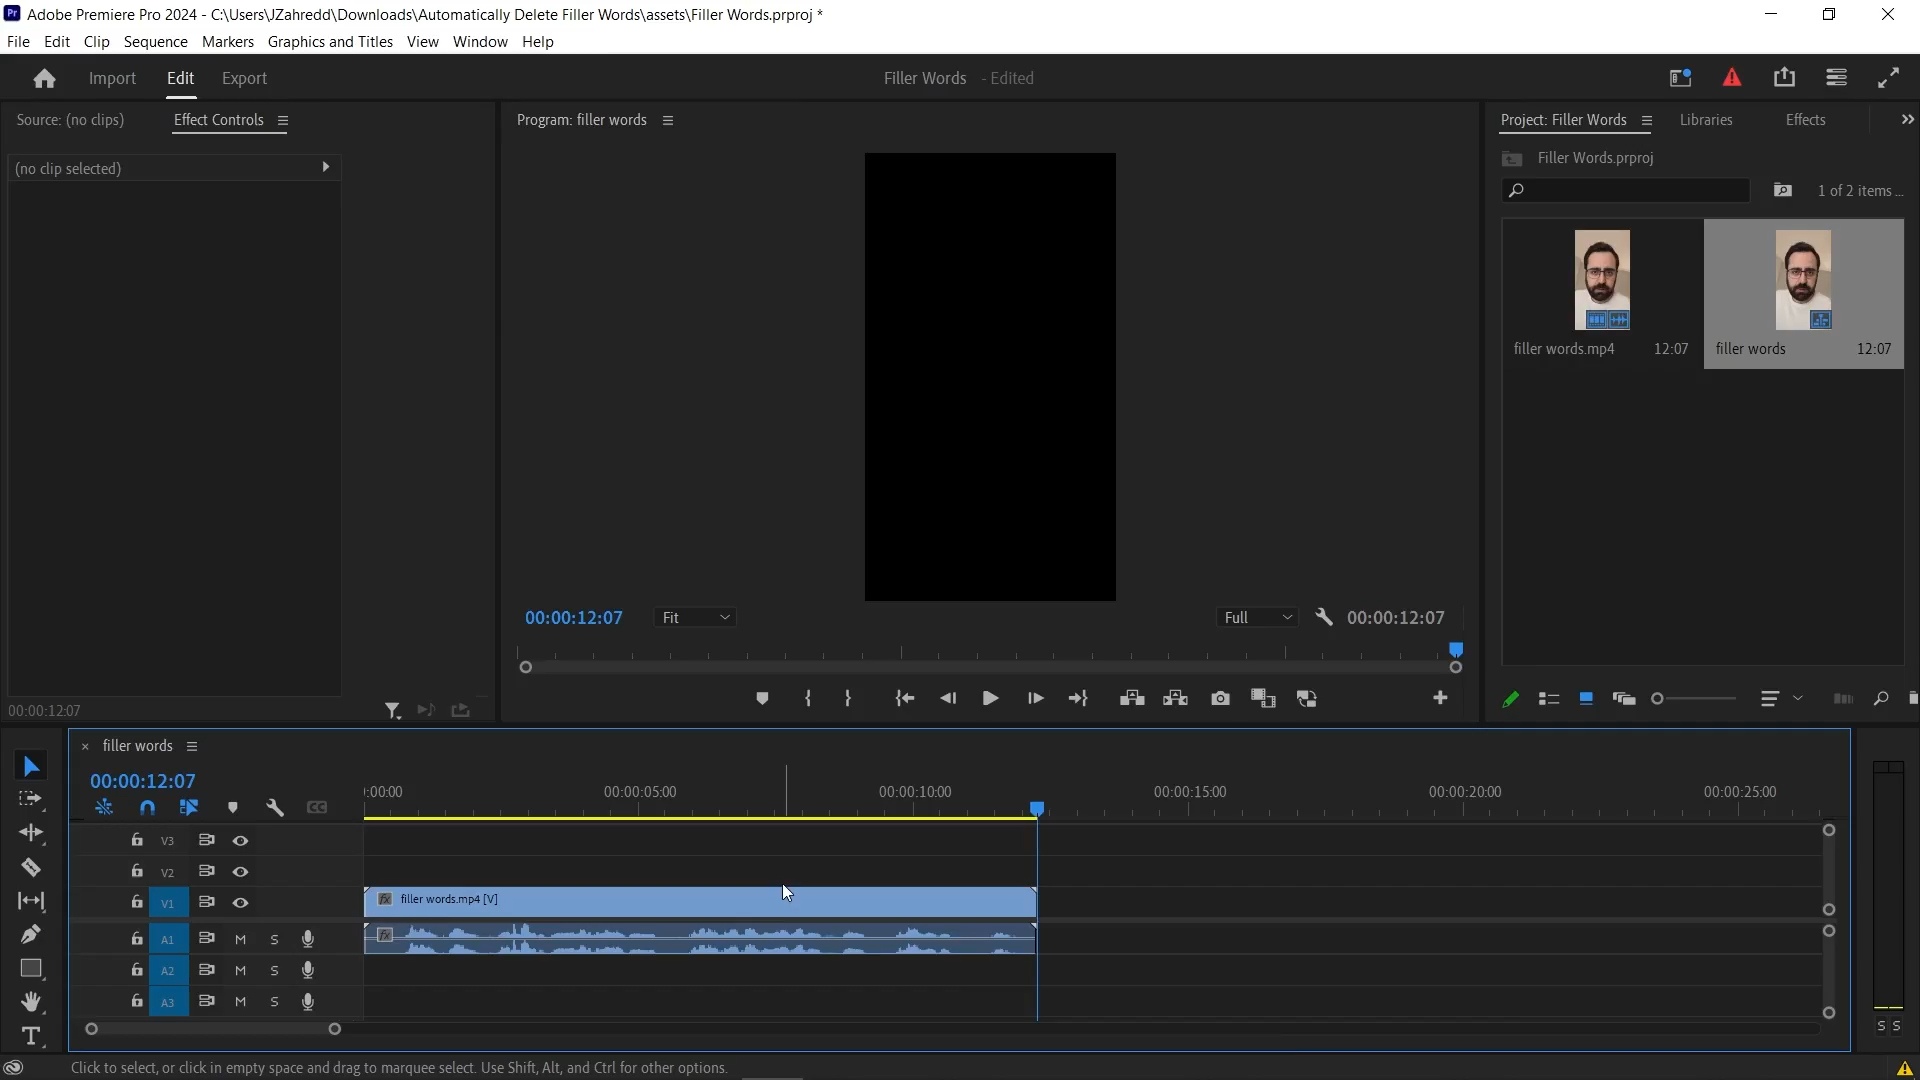 Pr Adobe Premiere Pro 2024 - C:\Users\JZahredd\Downloads\Automatically Delete Filler Words\assets\Filler Words.prproj *
File Edit Clip Sequence Markers Graphics and Titles View Window Help
Import Edit Export Filler Words - Edited
Source: (no clips) Effect Controls Program: filler words Project: Filler Words Libraries Effects
Filler Words.prproj
(no clip selected)
1 of 2 items ...
filler words.mp4 12:07 filler words 12:07
00:00:12:07 Fit Full 00:00:12:07
00:00:12:07
filler words
00:00:12:07
:00:00 00:00:05:00 00:00:10:00 00:00:15:00 00:00:20:00 00:00:25:00
CC
V3
V2
V1 fx filler words.mp4 [V]
A1 M S fx
A2 M S
A3 M S
S S
Click to select, or click in empty space and drag to marquee select. Use Shift, Alt, and Ctrl for other options.